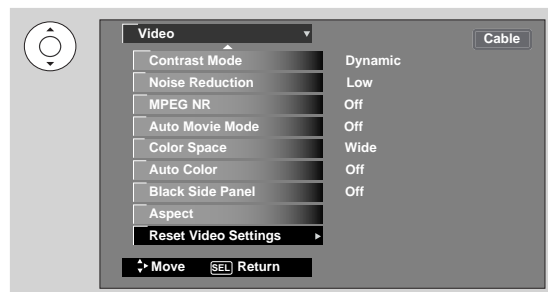 Video
Cable
Contrast Mode Dynamic
Noise Reduction Low
MPEG NR Off
Auto Movie Mode Off
Color Space Wide
Auto Color Off
Black Side Panel Off
Aspect
Reset Video Settings
Move SEL Return